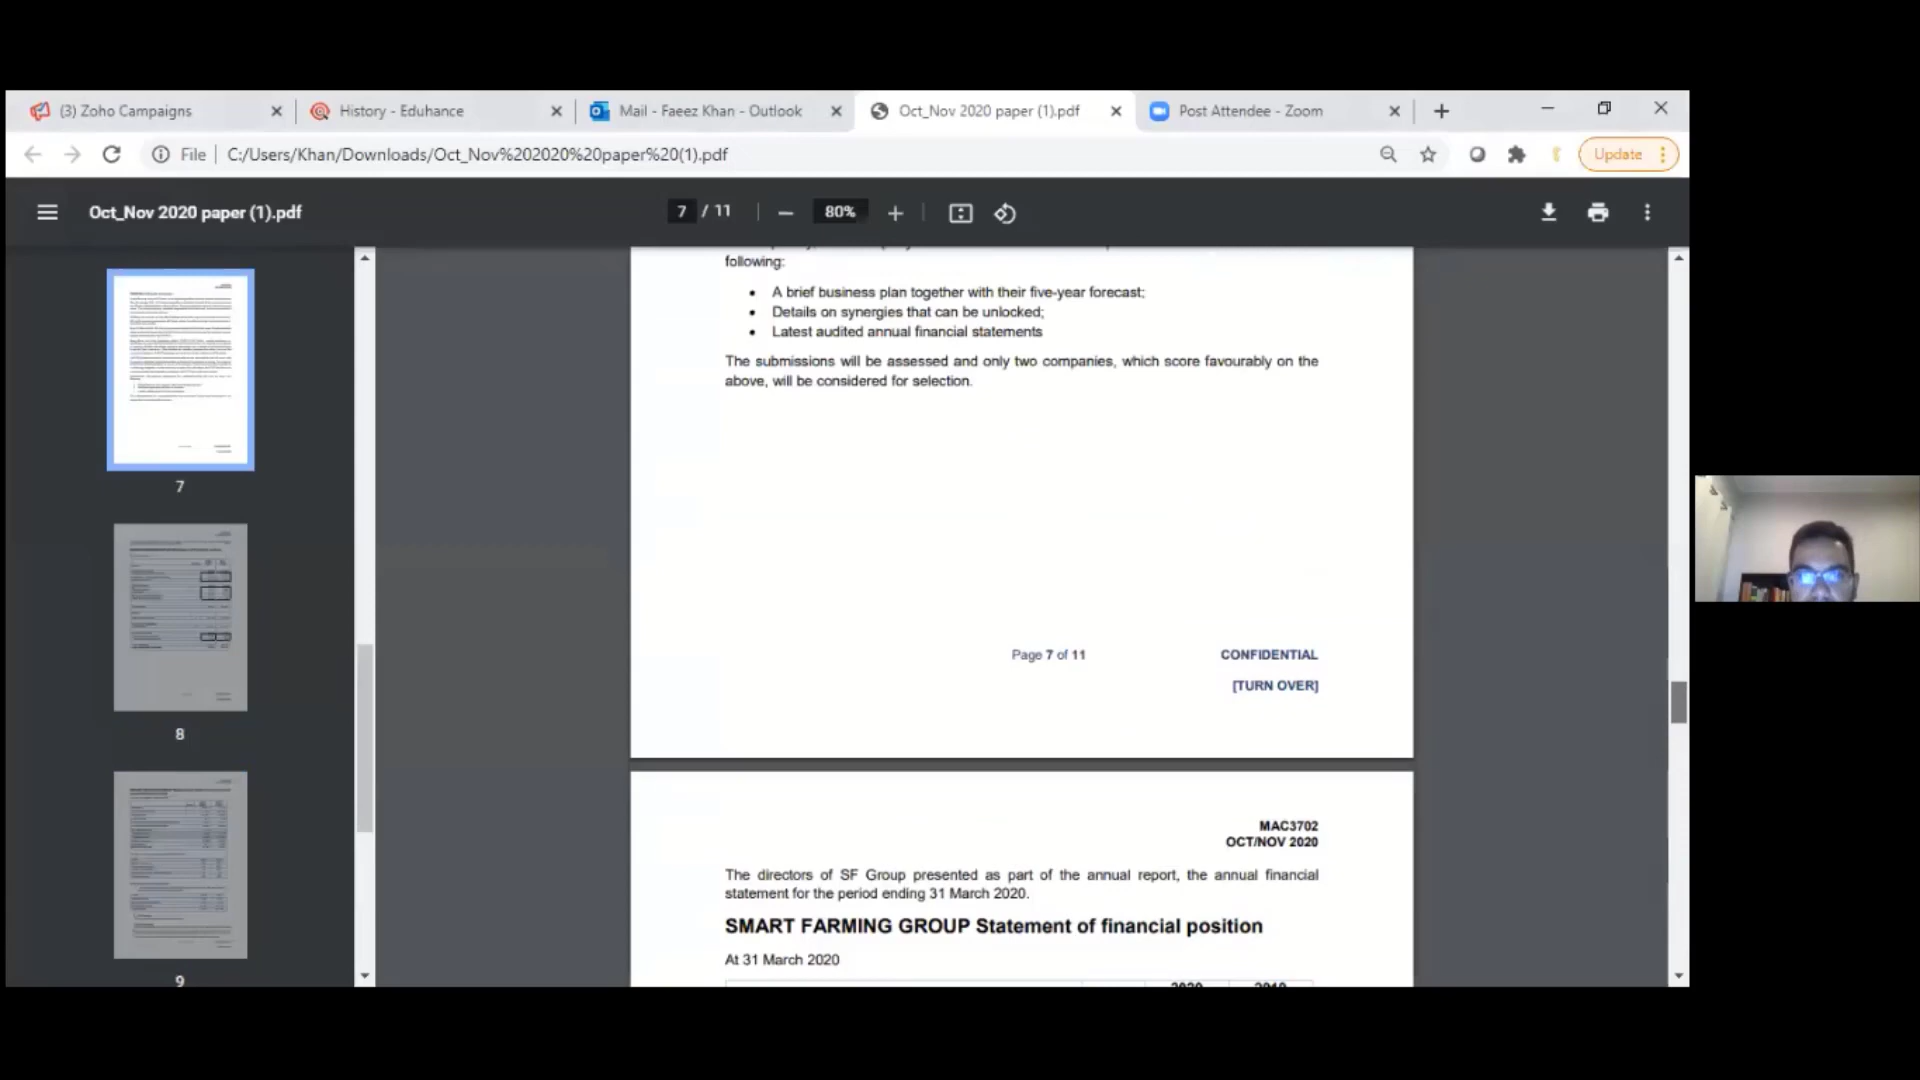 (3) Zoho Campaigns
History - Eduhance
Mail - Faeez Khan - Outlook
Oct_Nov 2020 paper (1).pdf
Post Attendee - Zoom
File
C:/Users/Khan/Downloads/Oct_Nov%202020%20paper%20(1).pdf
Update
Oct_Nov 2020 paper (1).pdf
7 / 11
80%
7
8
9
following:
• A brief business plan together with their five-year forecast;
• Details on synergies that can be unlocked;
• Latest audited annual financial statements
The submissions will be assessed and only two companies, which score favourably on the
above, will be considered for selection.
Page 7 of 11
CONFIDENTIAL
[TURN OVER]
MAC3702
OCT/NOV 2020
The directors of SF Group presented as part of the annual report, the annual financial
statement for the period ending 31 March 2020.
SMART FARMING GROUP Statement of financial position
At 31 March 2020